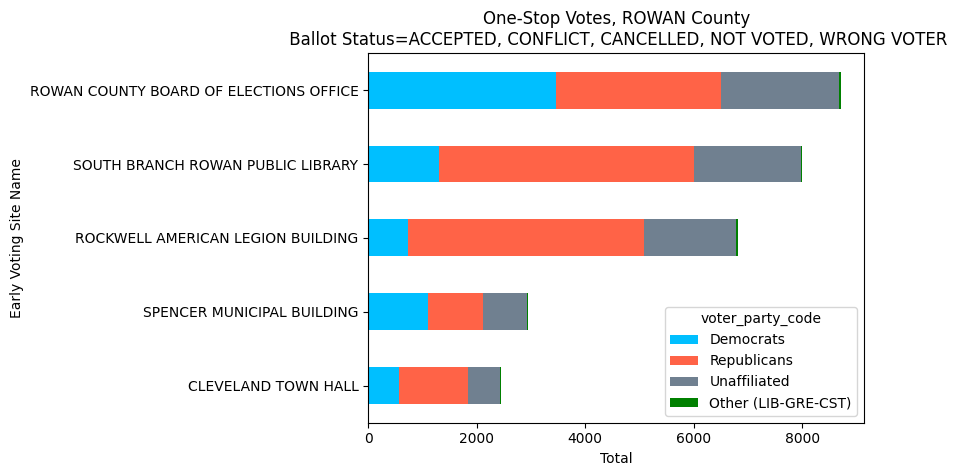 One-Stop Votes, ROWAN County
Ballot Status=ACCEPTED, CONFLICT, CANCELLED, NOT VOTED, WRONG VOTER
Early Voting Site Name
ROWAN COUNTY BOARD OF ELECTIONS OFFICE
SOUTH BRANCH ROWAN PUBLIC LIBRARY
ROCKWELL AMERICAN LEGION BUILDING
SPENCER MUNICIPAL BUILDING
CLEVELAND TOWN HALL
voter_party_code
Democrats
Republicans
Unaffiliated
Other (LIB-GRE-CST)
0 2000 4000 6000 8000
Total